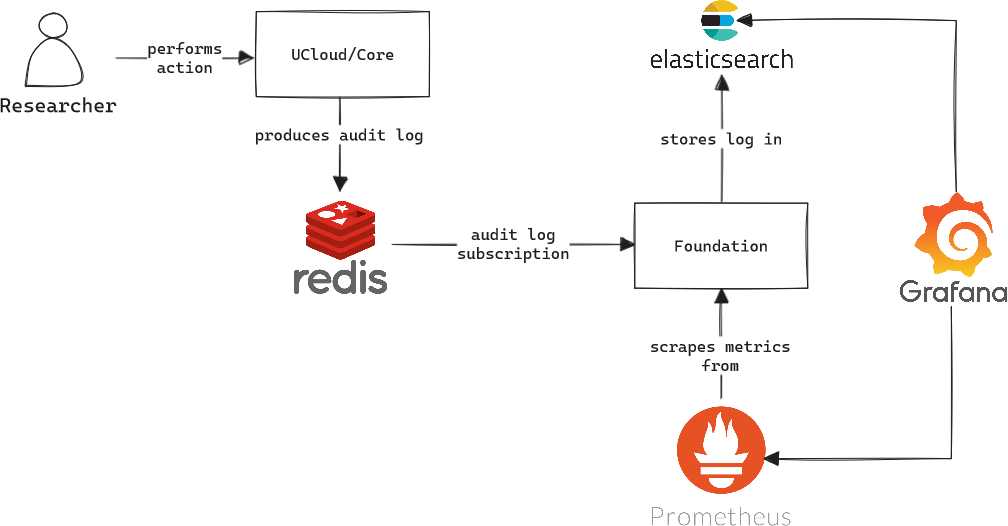 performs
action
Researcher
UCloud/Core
produces audit log
redis
audit log
subscription
elasticsearch
stores log in
Foundation
scrapes metrics
from
Prometheus
Grafana